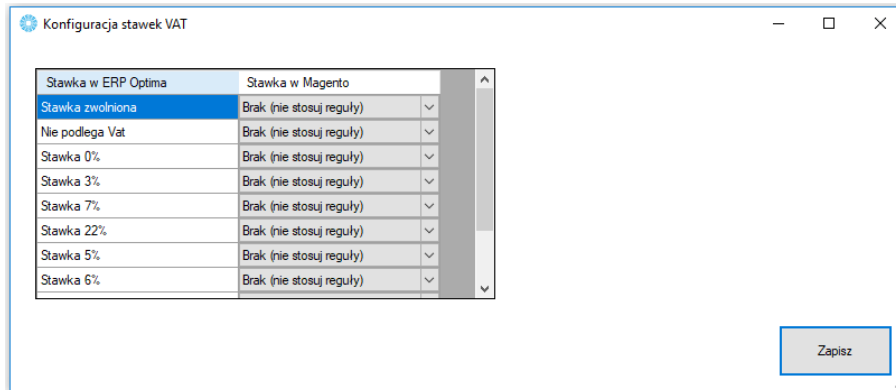 Konfiguracja stawek VAT
Stawka w ERP Optima Stawka w Magento
Stawka zwolniona Brak (nie stosuj reguły)
Nie podlega Vat Brak (nie stosuj reguły)
Stawka 0% Brak (nie stosuj reguły)
Stawka 3% Brak (nie stosuj reguły)
Stawka 7% Brak (nie stosuj reguły)
Stawka 22% Brak (nie stosuj reguły)
Stawka 5% Brak (nie stosuj reguły)
Stawka 6% Brak (nie stosuj reguły)
Zapisz